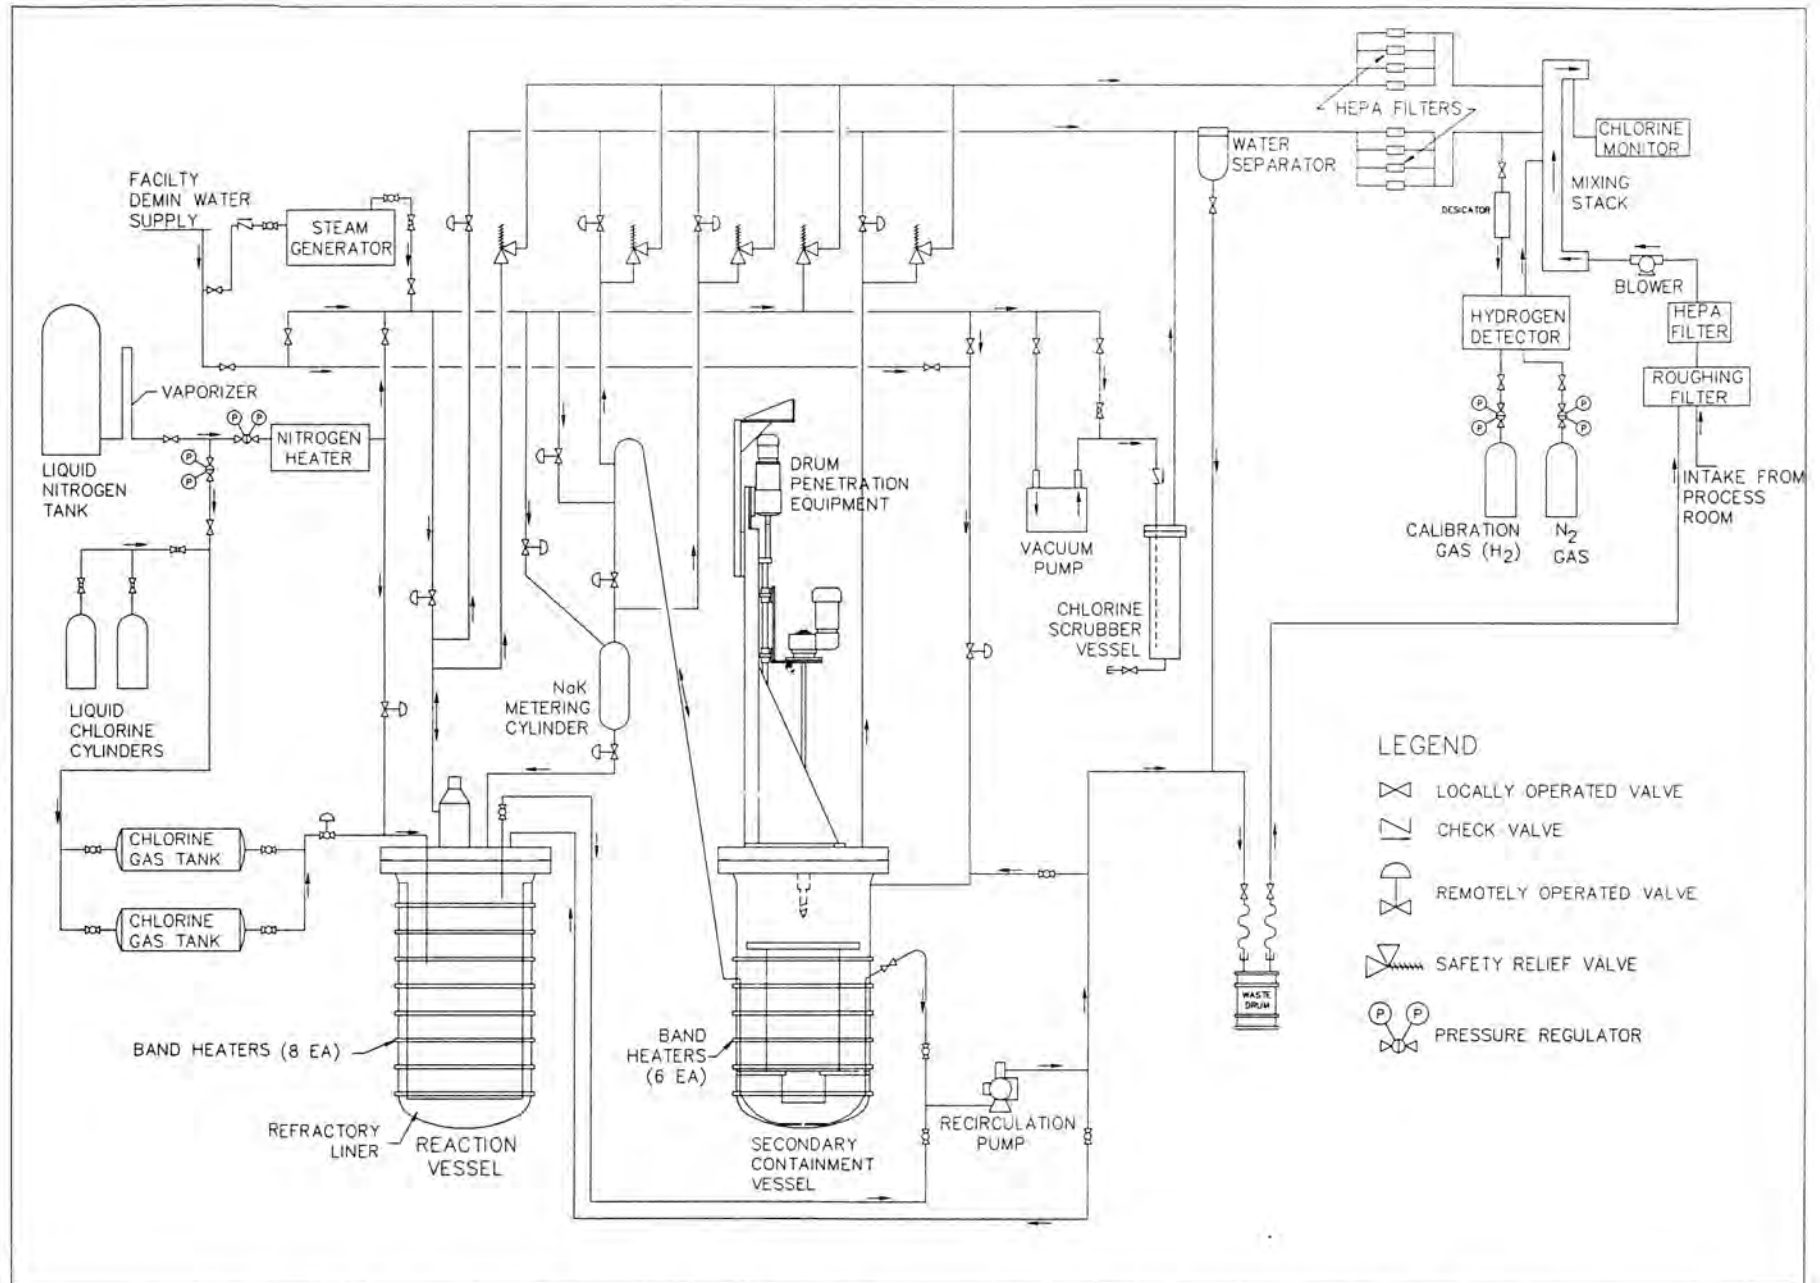 HEPA FILTERS
CHLORINE
MONITOR
WATER
SEPARATOR
MIXING
STACK
FACILTY
DEMIN WATER
SUPPLY
STEAM
GENERATOR
DESICATOR
BLOWER
HYDROGEN
DETECTOR
HEPA
FILTER
ROUGHING
FILTER
VAPORIZER
P
P
NITROGEN
HEATER
P
P
LIQUID
NITROGEN
TANK
DRUM
PENETRATION
EQUIPMENT
P
P
P
P
INTAKE FROM
PROCESS
ROOM
CALIBRATION
GAS (H2)
N2
GAS
VACUUM
PUMP
CHLORINE
SCRUBBER
VESSEL
NaK
METERING
CYLINDER
LIQUID
CHLORINE
CYLINDERS
CHLORINE
GAS TANK
CHLORINE
GAS TANK
WASTE
DRUM
BAND HEATERS (8 EA)
BAND
HEATERS
(6 EA)
REFRACTORY
LINER
REACTION
VESSEL
SECONDARY
CONTAINMENT
VESSEL
RECIRCULATION
PUMP
LEGEND
LOCALLY OPERATED VALVE
CHECK VALVE
REMOTELY OPERATED VALVE
SAFETY RELIEF VALVE
P P
PRESSURE REGULATOR